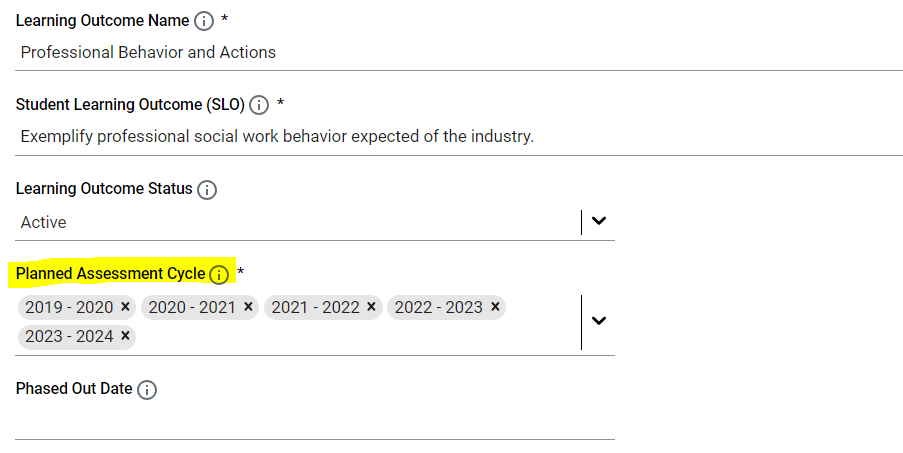 Learning Outcome Name ⓘ *
Professional Behavior and Actions
Student Learning Outcome (SLO) ⓘ *
Exemplify professional social work behavior expected of the industry.
Learning Outcome Status ⓘ
Active
Planned Assessment Cycle ⓘ *
2019 - 2020 × 2020 - 2021 × 2021 - 2022 × 2022 - 2023 ×
2023 - 2024 ×
Phased Out Date ⓘ